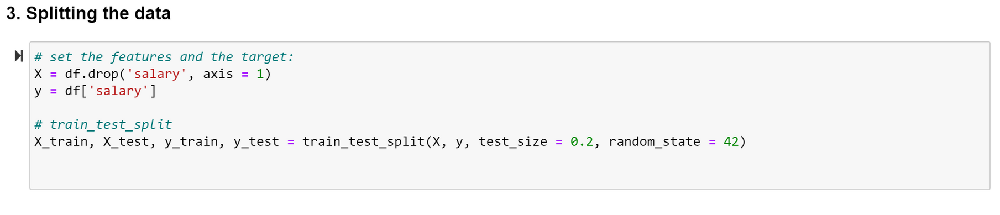 3. Splitting the data
# set the features and the target:
X = df.drop('salary', axis = 1)
y = df['salary']
# train_test_split
X_train, X_test, y_train, y_test = train_test_split(X, y, test_size = 0.2, random_state = 42)